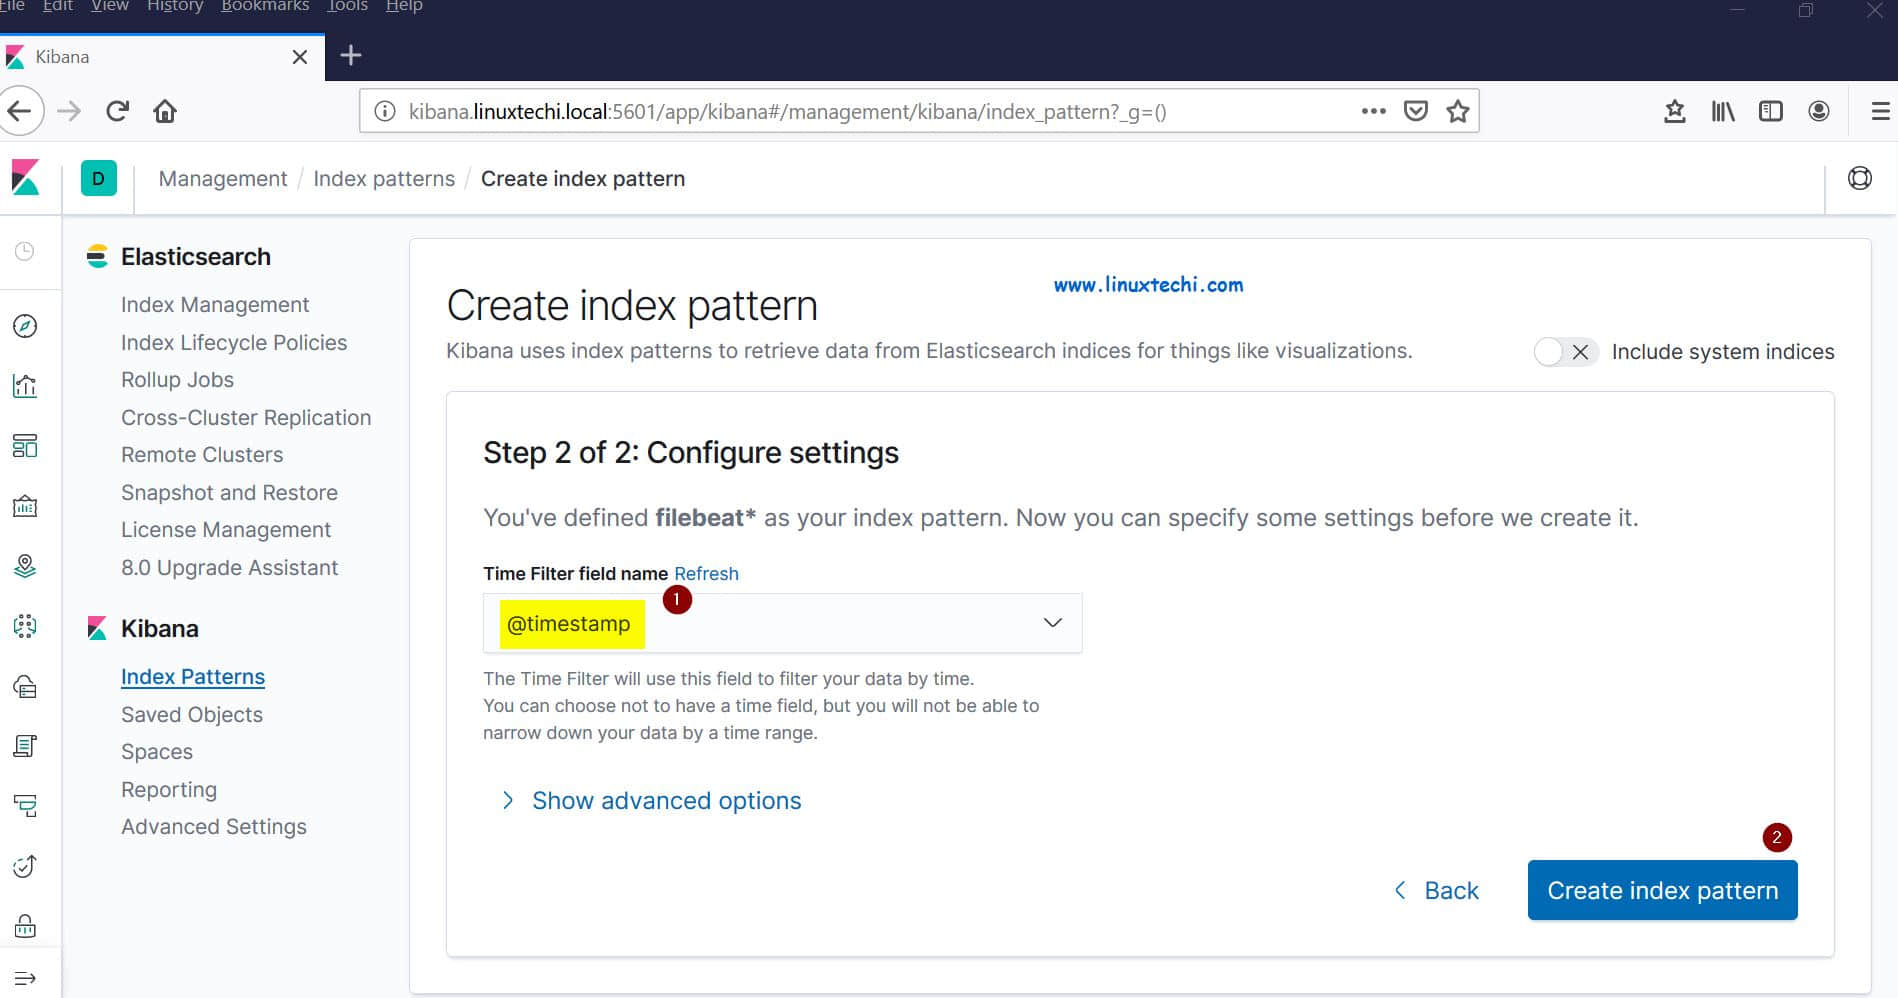 File Edit View History Bookmarks Tools Help
Kibana
kibana.linuxtechi.local:5601/app/kibana#/management/kibana/index_pattern?_g=()
D Management / Index patterns / Create index pattern
Elasticsearch
Index Management
Index Lifecycle Policies
Rollup Jobs
Cross-Cluster Replication
Remote Clusters
Snapshot and Restore
License Management
8.0 Upgrade Assistant
Kibana
Index Patterns
Saved Objects
Spaces
Reporting
Advanced Settings
www.linuxtechi.com
Create index pattern
Kibana uses index patterns to retrieve data from Elasticsearch indices for things like visualizations.
Include system indices
Step 2 of 2: Configure settings
You've defined filebeat* as your index pattern. Now you can specify some settings before we create it.
Time Filter field name Refresh
1
@timestamp
The Time Filter will use this field to filter your data by time.
You can choose not to have a time field, but you will not be able to
narrow down your data by a time range.
Show advanced options
2
Back
Create index pattern